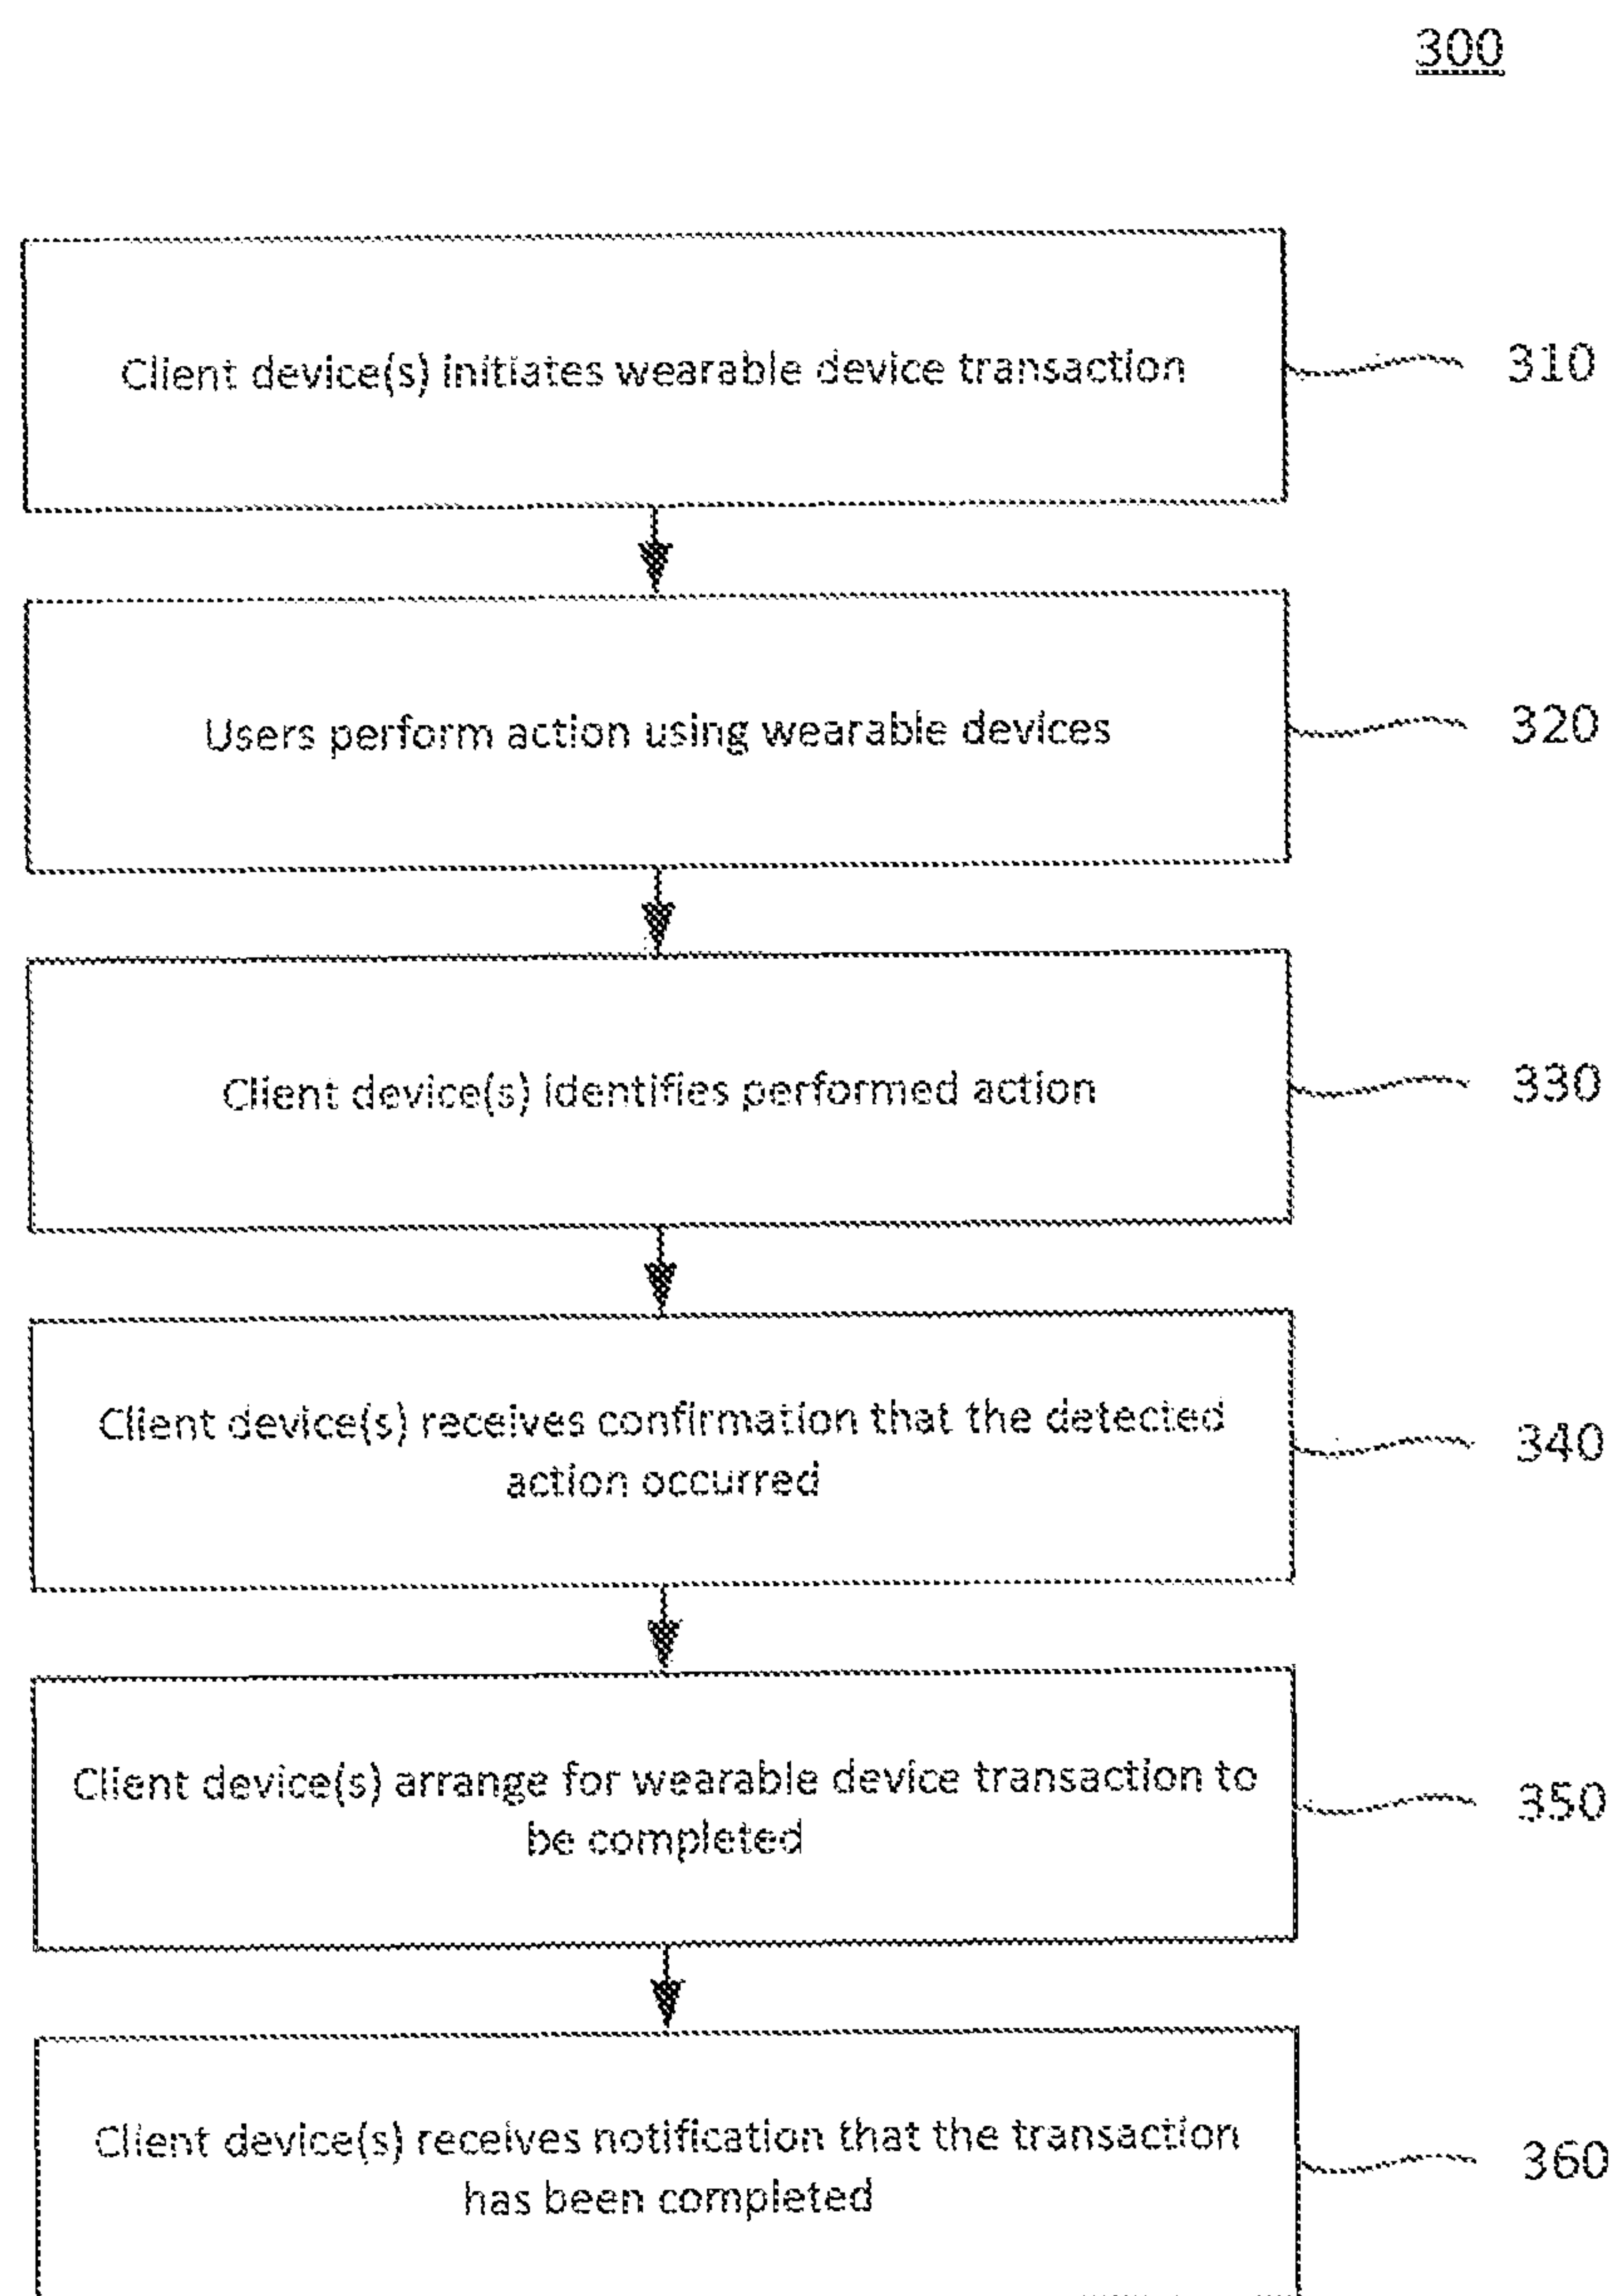 300
Client device(s) initiates wearable device transaction
310
Users perform action using wearable devices
320
Client device(s) identifies performed action
330
Client device(s) receives confirmation that the detected
action occurred
340
Client device(s) arrange for wearable device transaction to
be completed
350
Client device(s) receives notification that the transaction
has been completed
360